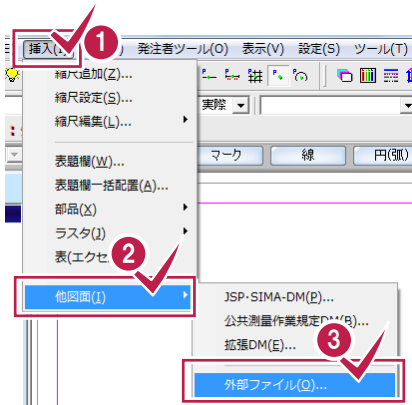 挿入(I) 発注者ツール(O) 表示(V) 設定(S) ツール(T)
1
縮尺追加(Z)...
縮尺設定(S)...
実際
縮尺編集(L)...
マーク 線 円(弧)
表題欄(W)...
表題欄一括配置(A)...
部品(X)
ラスタ(J)
表(エクセ
2
他図面(I)
JSP・SIMA-DM(P)...
公共測量作業規定DM(B)...
拡張DM(E)...
3
外部ファイル(O)...